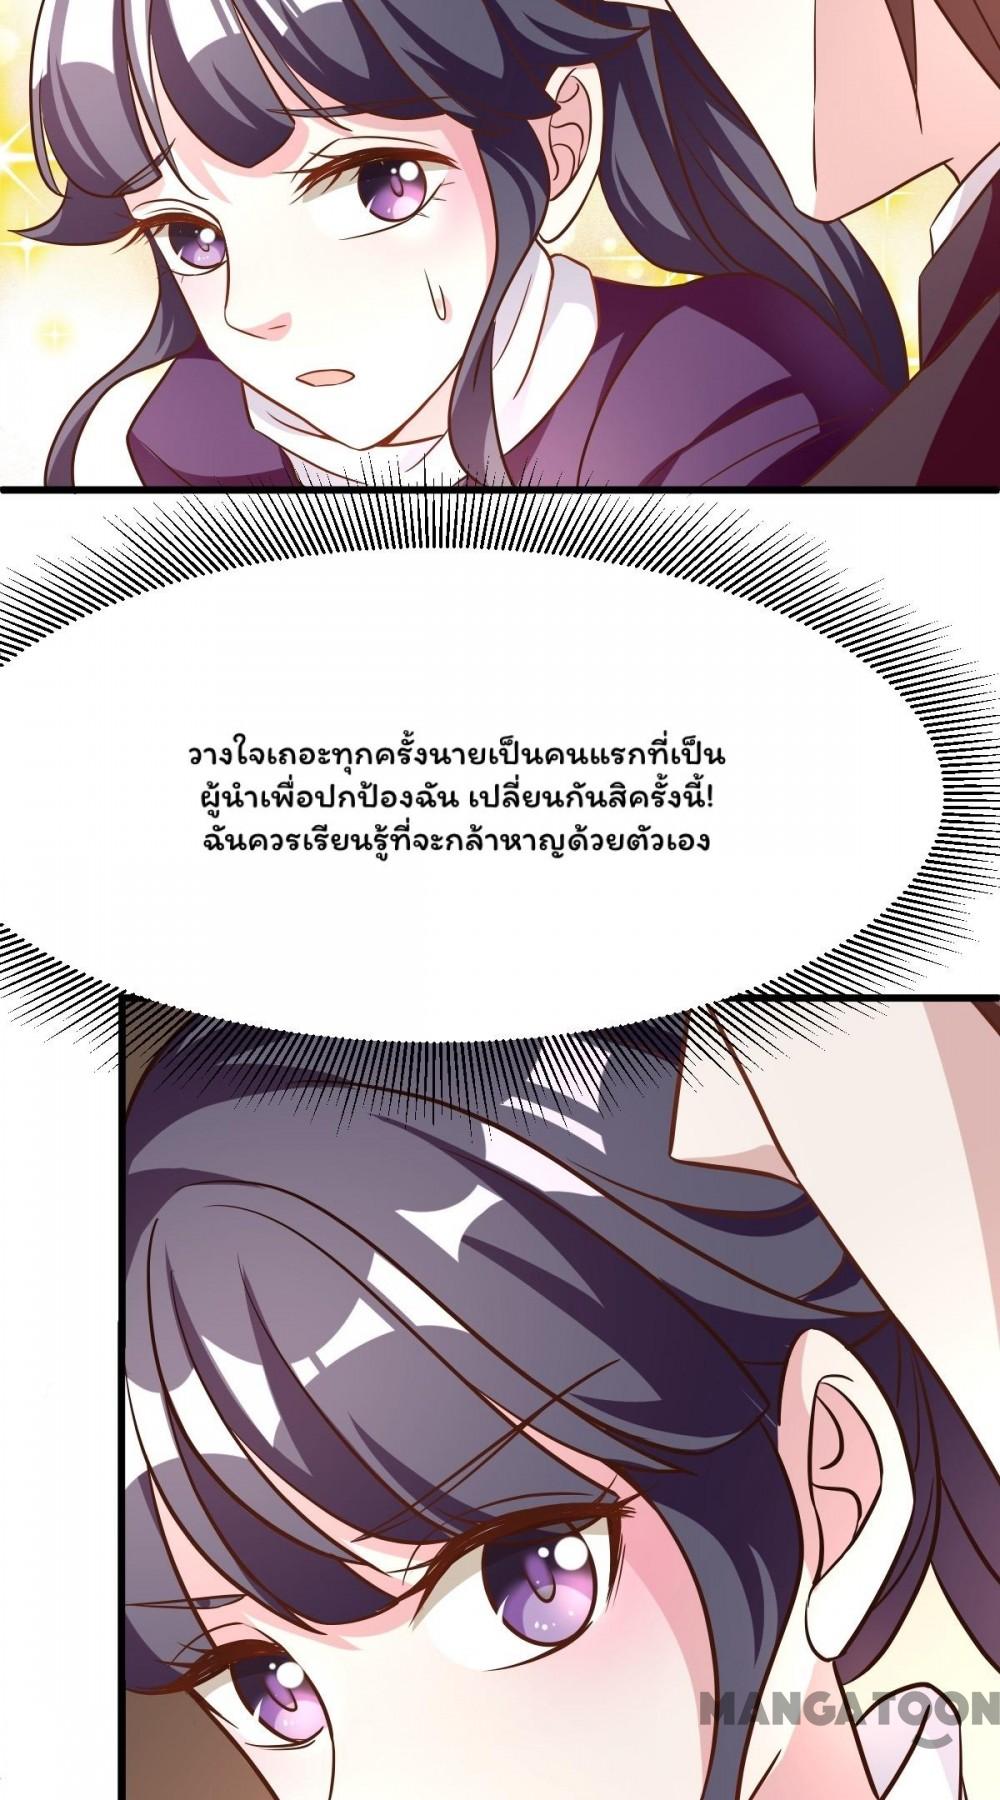 วางใจเถอะทุกครั้งนายเป็นคนแรกที่เป็น
ผู้นำเพื่อปกป้องฉัน เปลี่ยนกันสิครั้งนี้!
ฉันควรเรียนรู้ที่จะกล้าหาญด้วยตัวเอง
MANGATOON